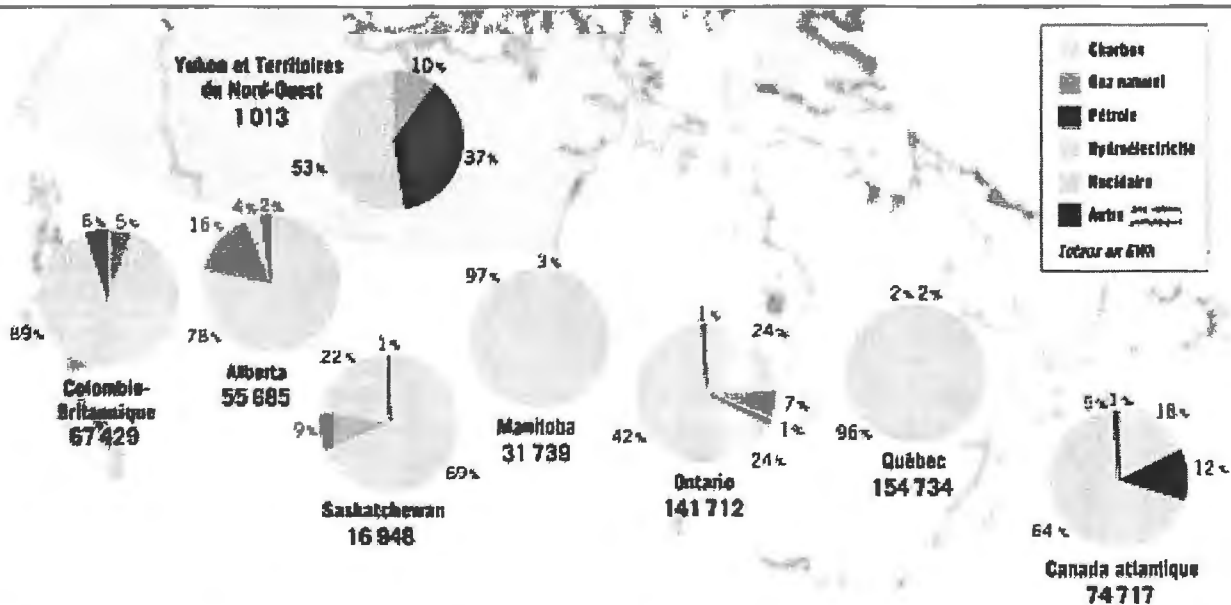 Yukon et Territoires
du Nord-Ouest
1 013
10%
37%
53%
Charbon
Gaz naturel
Pétrole
Hydroélectricité
Nucléaire
Autre
Total en GWh
6% 5%
89%
Colombie-
Britannique
67 429
16% 4% 2%
78%
Alberta
55 685
22% 1%
9%
69%
Saskatchewan
16 948
97% 3%
Manitoba
31 739
1% 24%
7%
1%
24%
42%
Ontario
141 712
2% 2%
96%
Québec
154 734
1% 18%
12%
64%
Canada atlantique
74 717